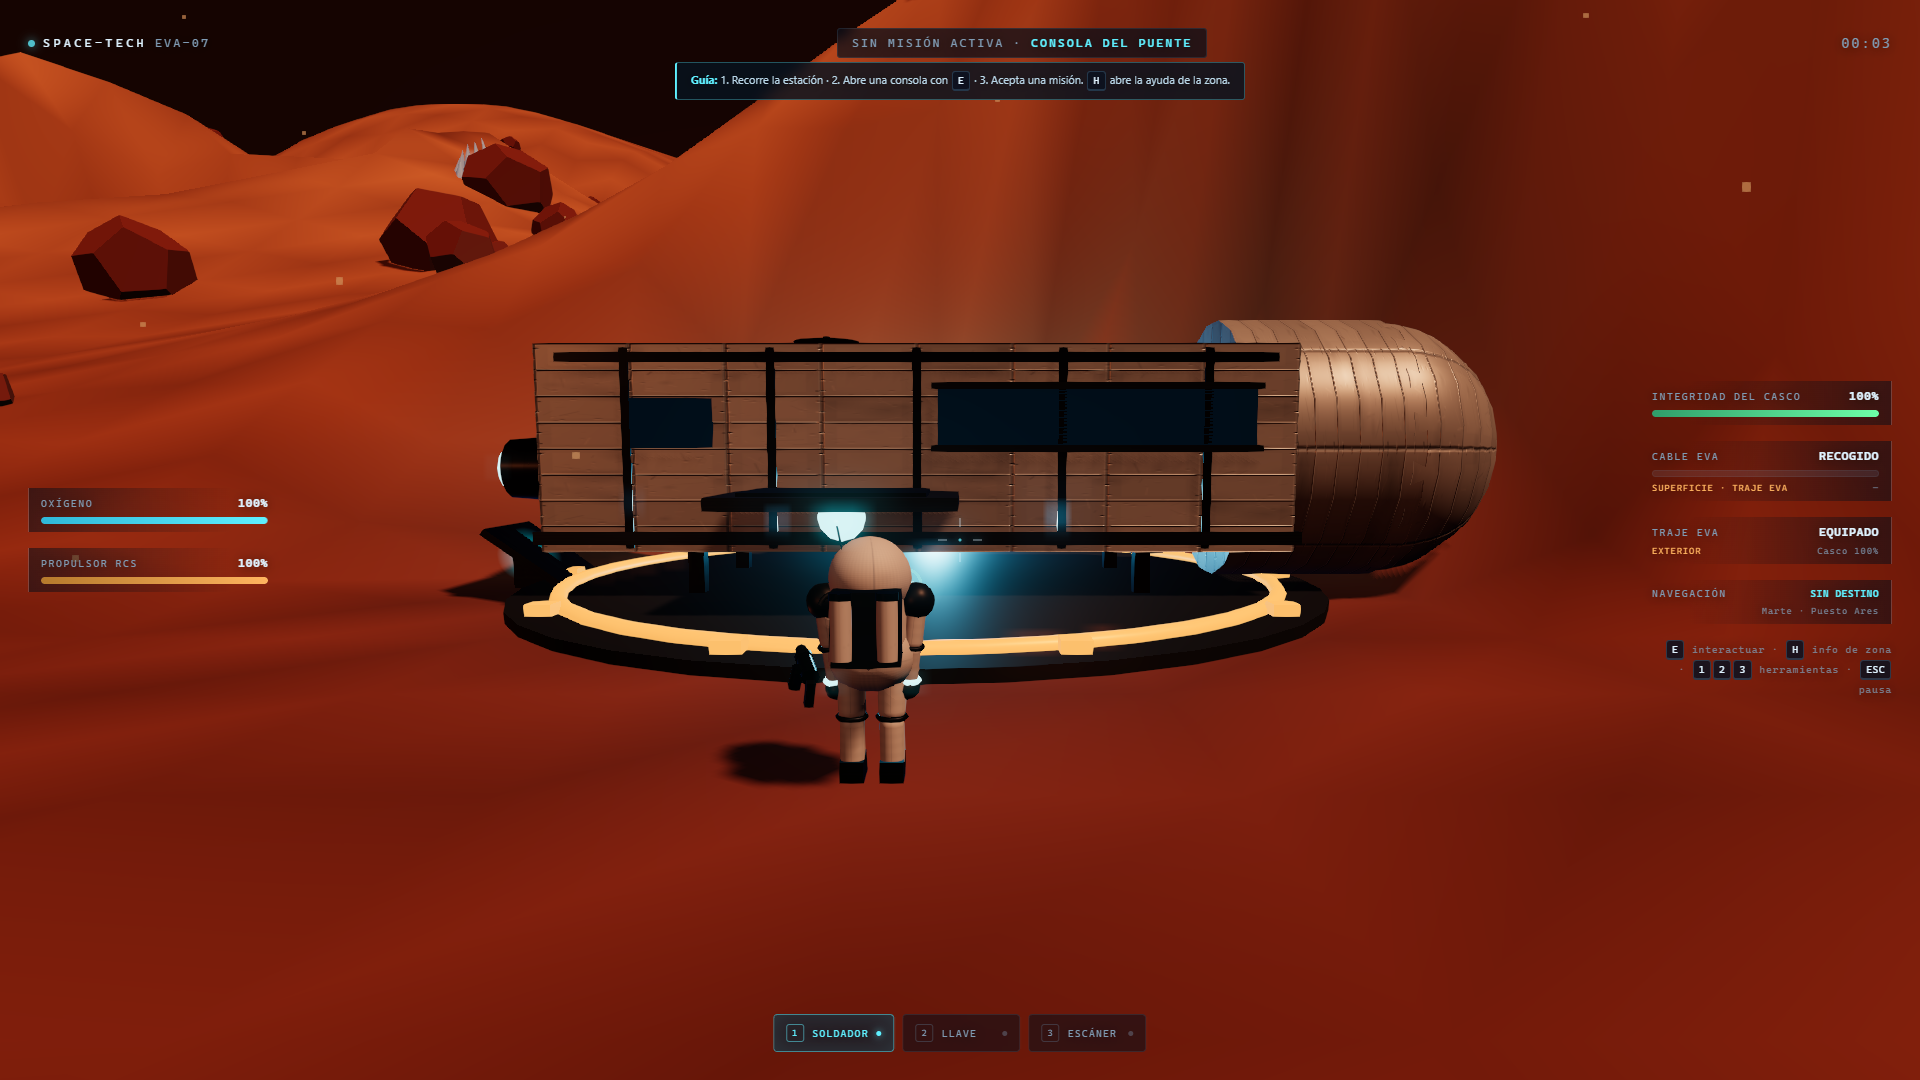 SPACE-TECH EVA-07
SIN MISIÓN ACTIVA · CONSOLA DEL PUENTE
00:03
Guía: 1. Recorre la estación · 2. Abre una consola con E · 3. Acepta una misión. H abre la ayuda de la zona.
INTEGRIDAD DEL CASCO 100%
CABLE EVA RECOGIDO
SUPERFICIE · TRAJE EVA —
OXÍGENO 100%
TRAJE EVA EQUIPADO
EXTERIOR Casco 100%
PROPULSOR RCS 100%
NAVEGACIÓN SIN DESTINO
Marte · Puesto Ares
E interactuar · H info de zona
· 1 2 3 herramientas · ESC
pausa
1 SOLDADOR 2 LLAVE 3 ESCÁNER